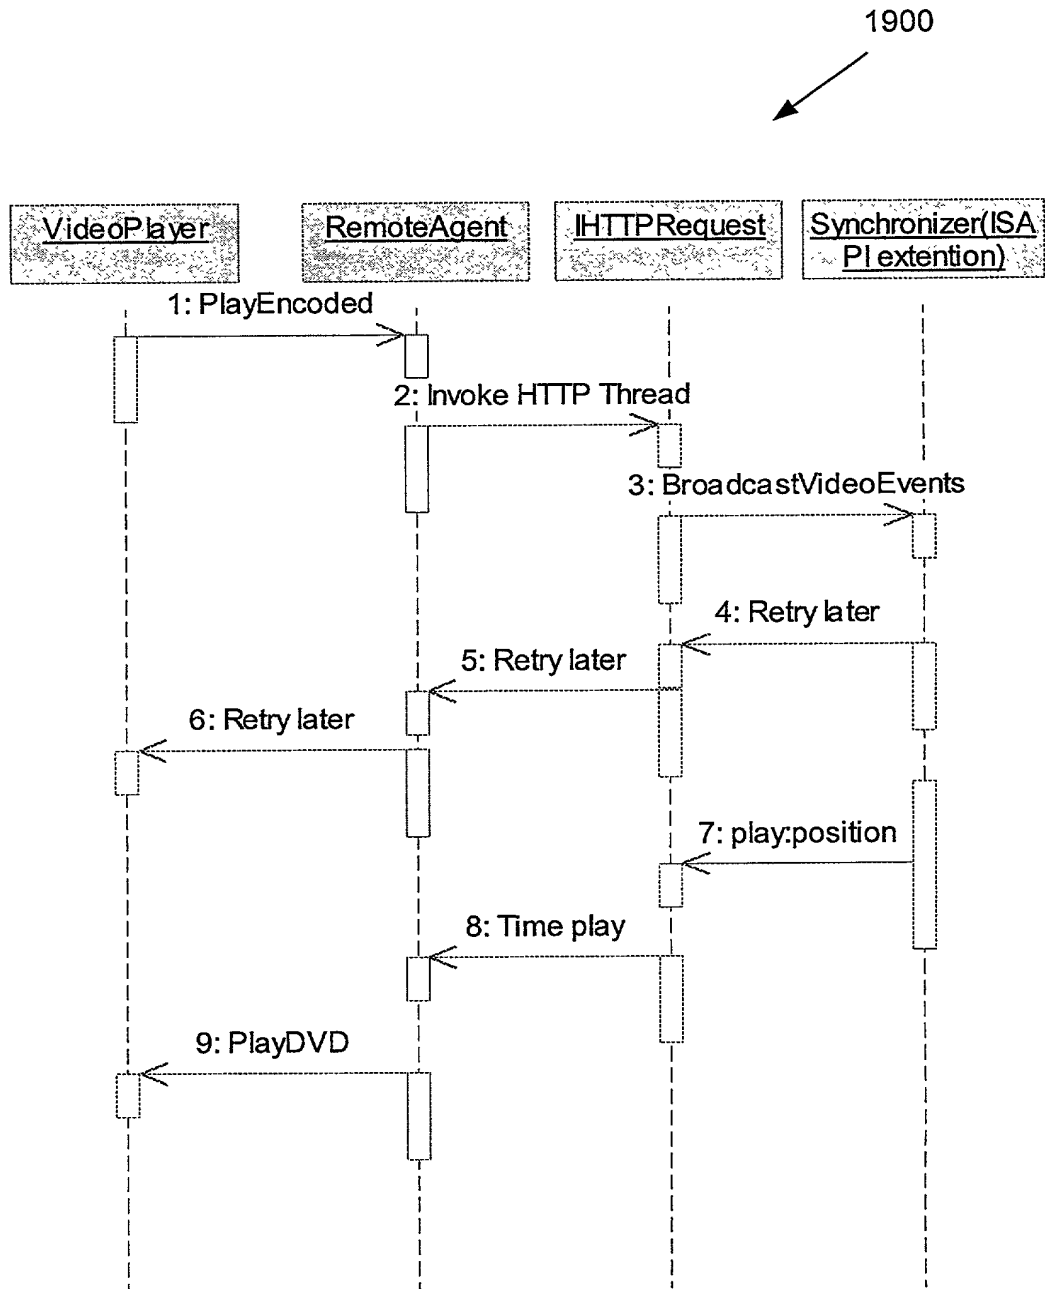 1900
VideoPlayer
RemoteAgent
IHTTPRequest
Synchronizer(ISA
PI extention)
1: PlayEncoded
2: Invoke HTTP Thread
3: BroadcastVideoEvents
4: Retry later
5: Retry later
6: Retry later
7: play:position
8: Time play
9: PlayDVD